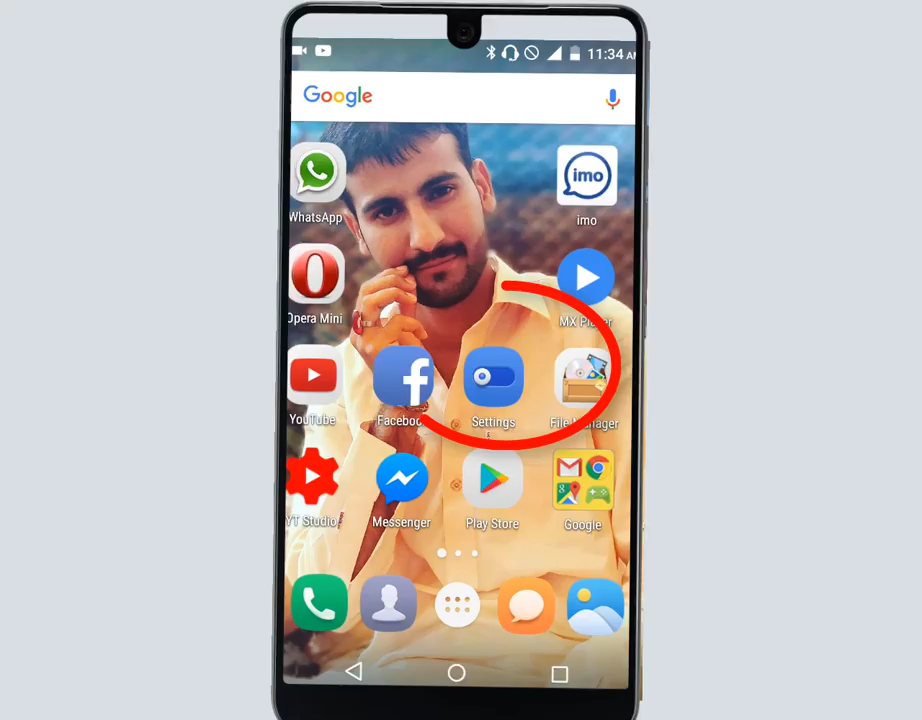 11:34 AM
Google
WhatsApp
imo
imo
Opera Mini
MX Player
YouTube
Facebook
Settings
File Manager
YT Studio
Messenger
Play Store
Google